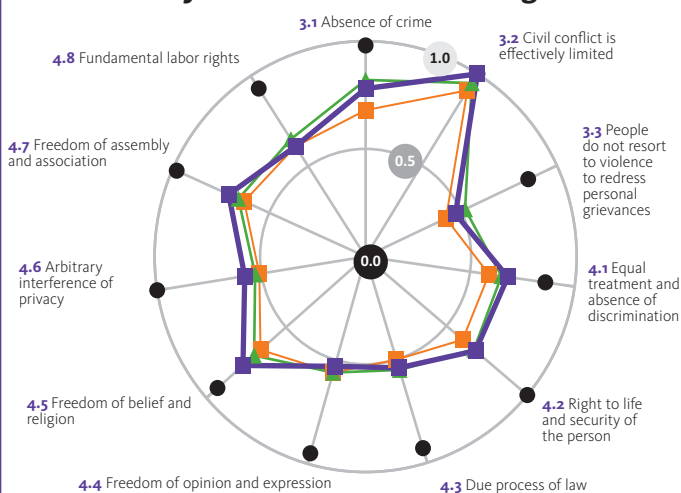 3.1 Absence of crime
3.2 Civil conflict is
effectively limited
1.0
4.8 Fundamental labor rights
3.3 People
do not resort
to violence
to redress
personal
grievances
4.7 Freedom of assembly
and association
0.5
0.0
4.6 Arbitrary
interference of
privacy
4.1 Equal
treatment and
absence of
discrimination
4.5 Freedom of belief and
religion
4.2 Right to life
and security of
the person
4.4 Freedom of opinion and expression
4.3 Due process of law